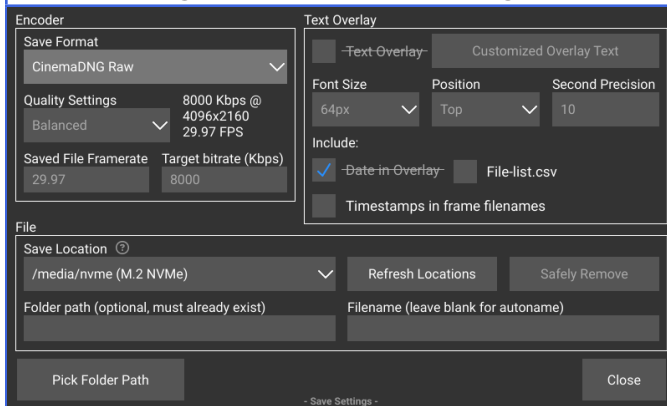 Encoder
Save Format
CinemaDNG Raw
Quality Settings
Balanced
8000 Kbps @
4096x2160
29.97 FPS
Saved File Framerate Target bitrate (Kbps)
29.97 8000
Text Overlay
Text Overlay Customized Overlay Text
Font Size Position Second Precision
64px Top 10
Include:
Date in Overlay File-list.csv
Timestamps in frame filenames
File
Save Location ?
/media/nvme (M.2 NVMe) Refresh Locations Safely Remove
Folder path (optional, must already exist) Filename (leave blank for autoname)
Pick Folder Path Close
- Save Settings -